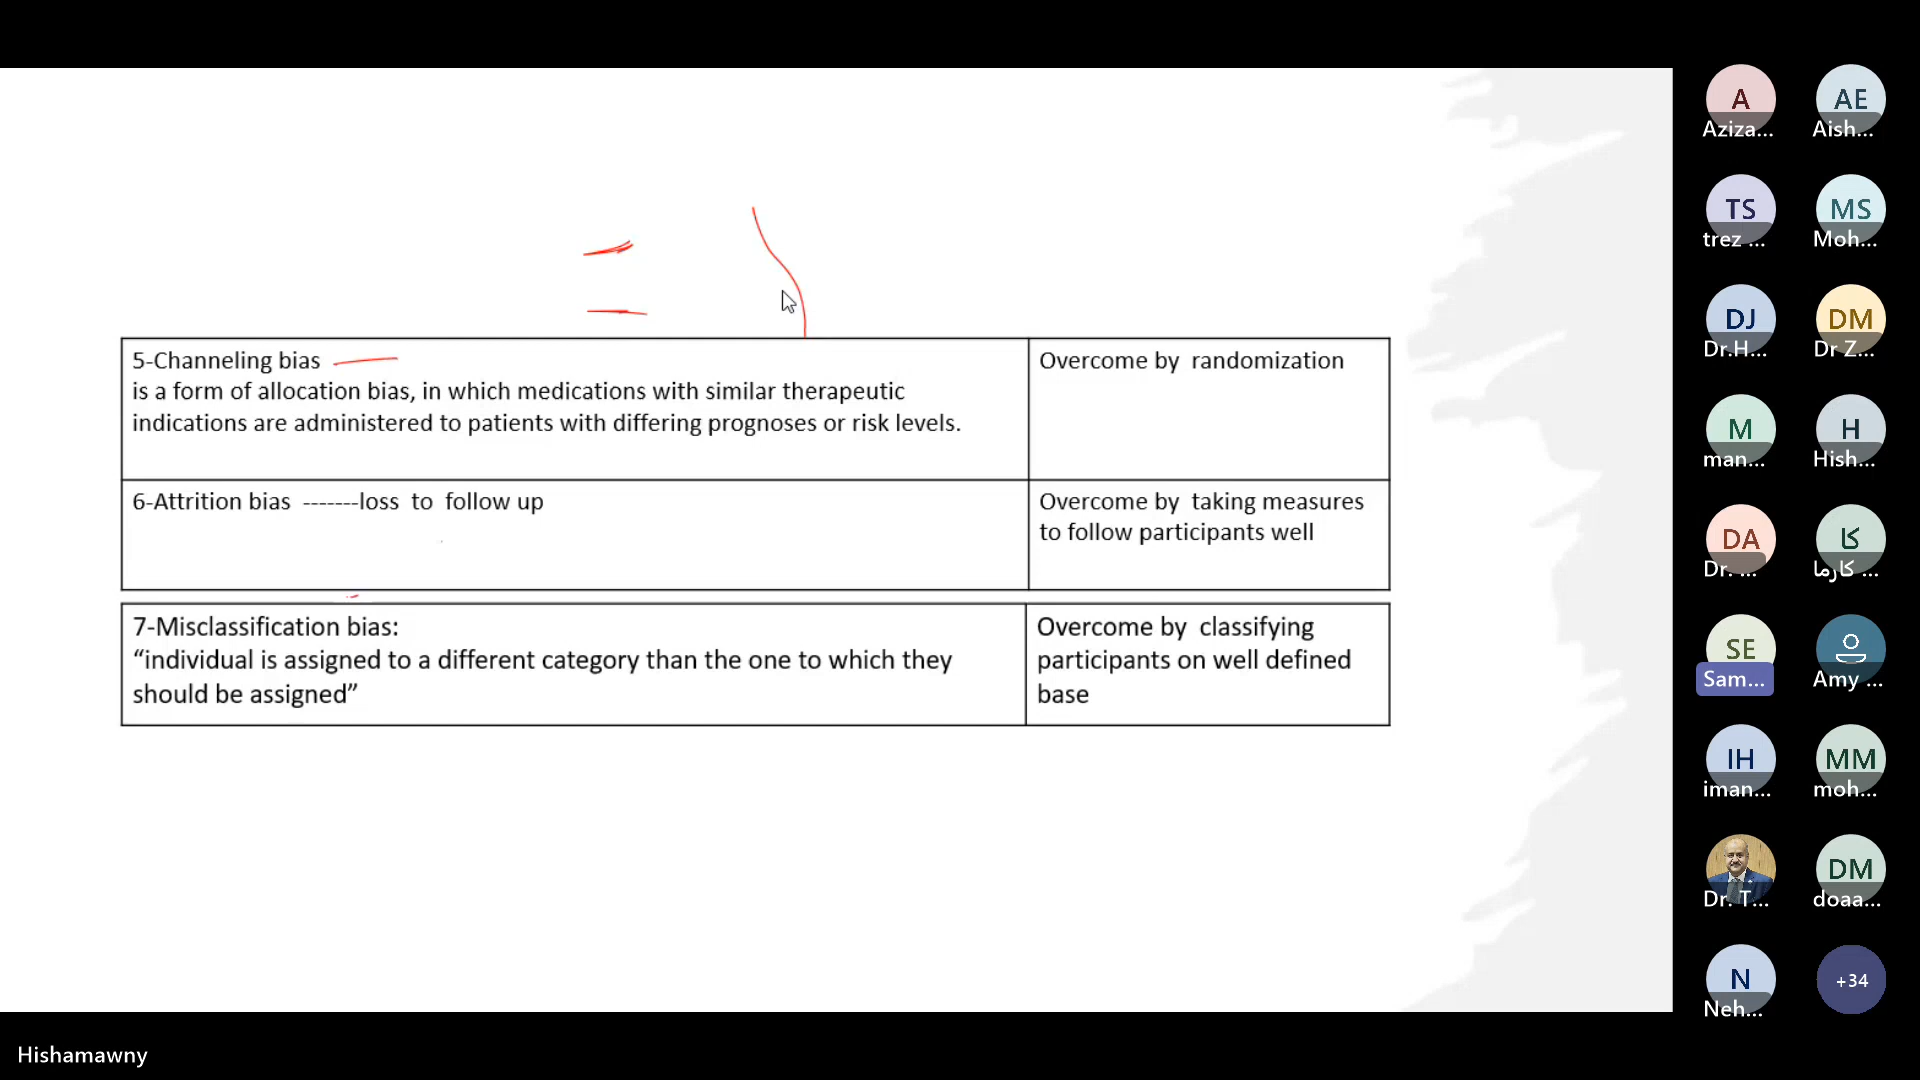 5-Channeling bias
is a form of allocation bias, in which medications with similar therapeutic
indications are administered to patients with differing prognoses or risk levels.
Overcome by randomization
6-Attrition bias -------loss to follow up
Overcome by taking measures
to follow participants well
7-Misclassification bias:
“individual is assigned to a different category than the one to which they
should be assigned”
Overcome by classifying
participants on well defined
base
A
Aziza...
AE
Aish...
TS
trez ...
MS
Moh...
DJ
Dr.H...
DM
Dr Z...
M
man...
H
Hish...
DA
Dr. ...
كا
كارما ...
SE
Sam...
Amy ...
IH
iman...
MM
moh...
Dr. T...
DM
doaa...
N
Neh...
+34
Hishamawny